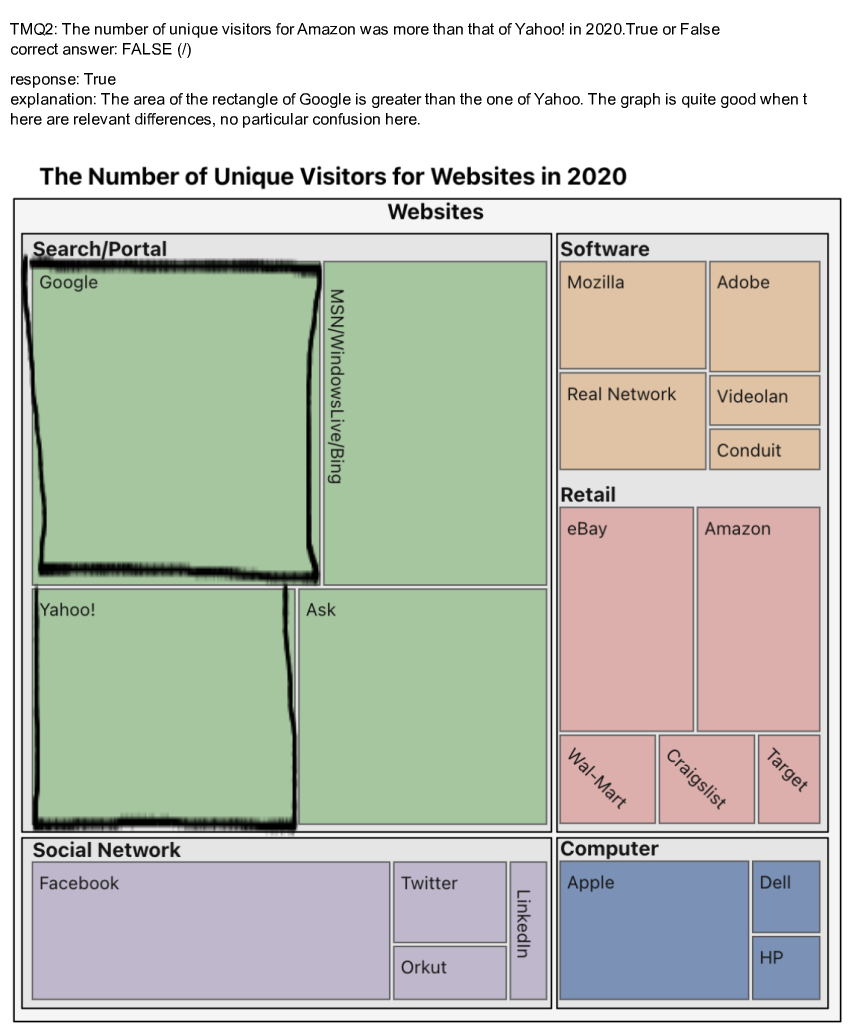 TMQ2: The number of unique visitors for Amazon was more than that of Yahoo! in 2020.True or False
correct answer: FALSE (/)
response: True
explanation: The area of the rectangle of Google is greater than the one of Yahoo. The graph is quite good when t
here are relevant differences, no particular confusion here.
The Number of Unique Visitors for Websites in 2020
Websites
Search/Portal
Google
MSN/WindowsLive/Bing
Yahoo!
Ask
Software
Mozilla
Adobe
Real Network
Videolan
Conduit
Retail
eBay
Amazon
Wal-Mart
Craigslist
Target
Social Network
Facebook
Twitter
Orkut
LinkedIn
Computer
Apple
Dell
HP